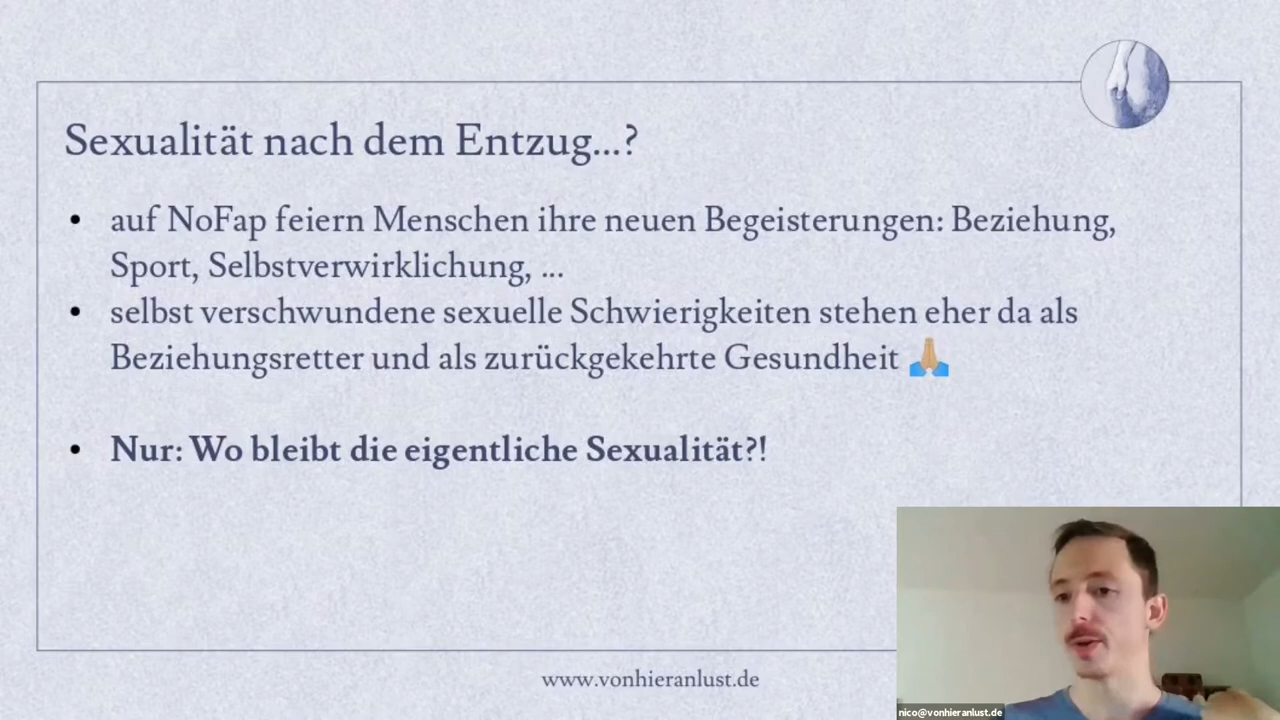 Sexualität nach dem Entzug...?
• auf NoFap feiern Menschen ihre neuen Begeisterungen: Beziehung,
Sport, Selbstverwirklichung, ...
• selbst verschwundene sexuelle Schwierigkeiten stehen eher da als
Beziehungsretter und als zurückgekehrte Gesundheit 🙏🏼
• Nur: Wo bleibt die eigentliche Sexualität?!
www.vonhieranlust.de
nico@vonhieranlust.de